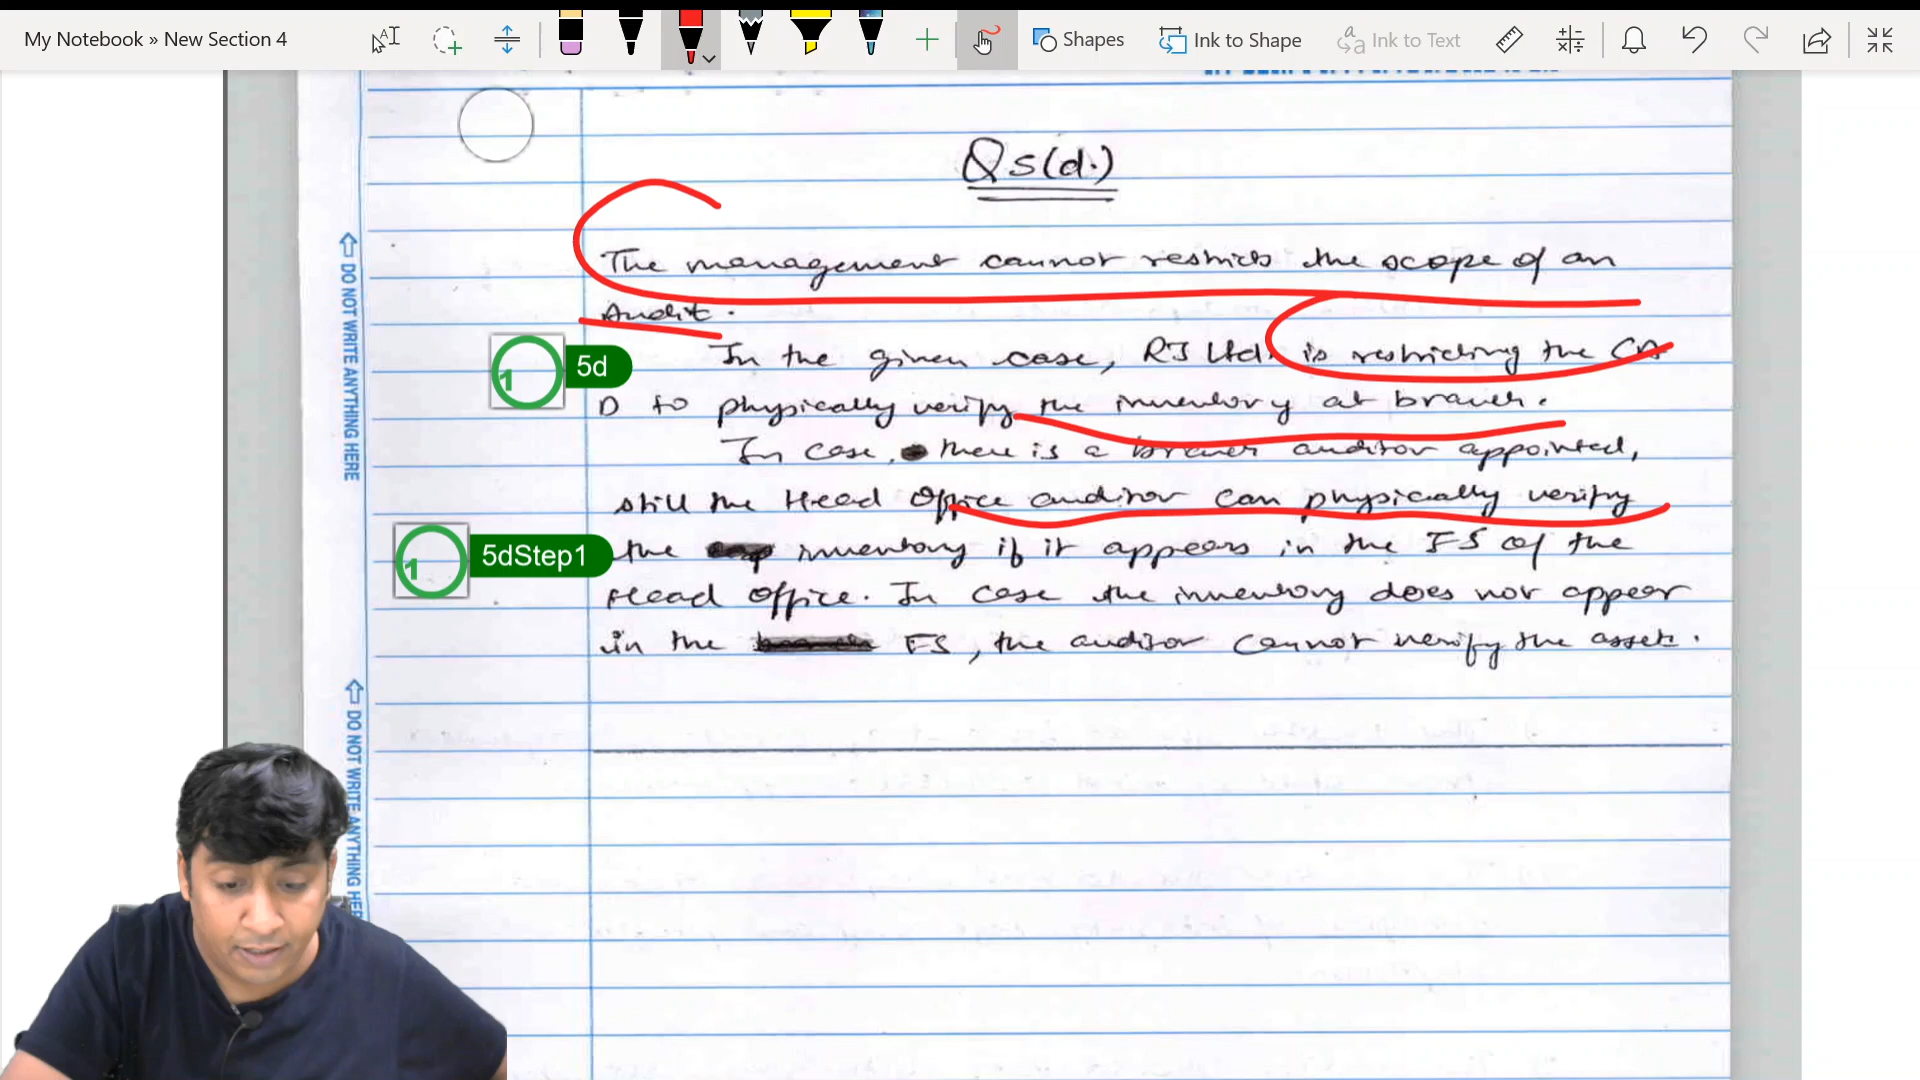 My Notebook » New Section 4
Shapes
Ink to Shape
Ink to Text
Q5(d.)
The management cannot restrict the scope of an
Audit.
In the given case, RJ Ltd. is restricting the CA
D to physically verify the inventory at branch.
5d
1
In case, there is a branch auditor appointed,
still the Head Office auditor can physically verify
the inventory if it appears in the FS of the
5dStep1
1
Head Office. In case the inventory does not appear
in the FS, the auditor cannot verify the assets.
DO NOT WRITE ANYTHING HERE
DO NOT WRITE ANYTHING HERE